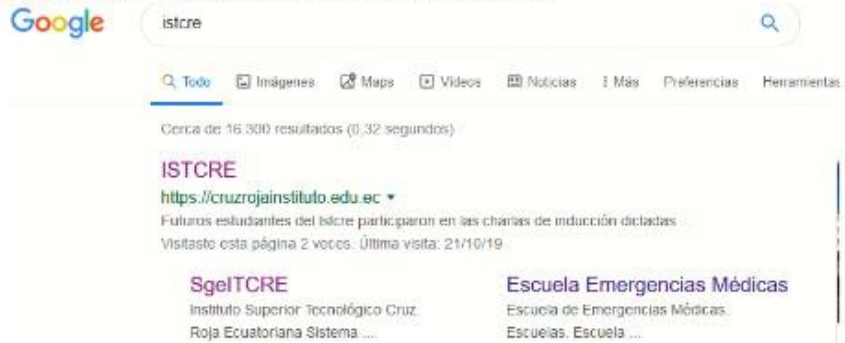 Google istcre
Todo Imágenes Maps Videos Noticias Más Preferencias Herramientas
Cerca de 16.300 resultados (0,32 segundos)
ISTCRE
https://cruzrojainstituto.edu.ec
Futuros estudiantes del Istcre participaron en las charlas de inducción dictadas ...
Visitaste esta página 2 veces. Última visita: 21/10/19
SgeITCRE Escuela Emergencias Médicas
Instituto Superior Tecnológico Cruz Escuela de Emergencias Médicas.
Roja Ecuatoriana Sistema ... Escuelas. Escuela ...